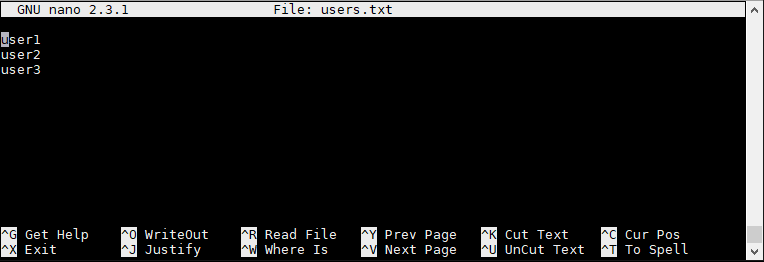 GNU nano 2.3.1 File: users.txt
user1
user2
user3
^G Get Help ^O WriteOut ^R Read File ^Y Prev Page ^K Cut Text ^C Cur Pos
^X Exit ^J Justify ^W Where Is ^V Next Page ^U UnCut Text ^T To Spell